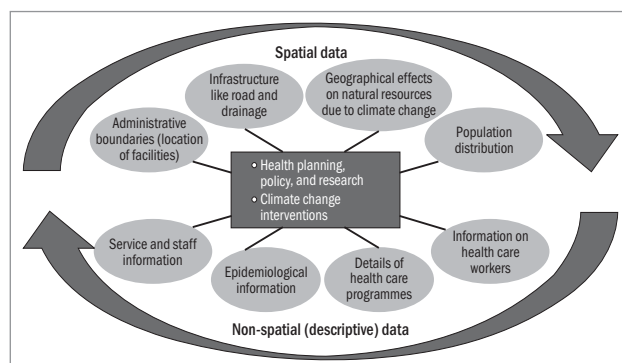 Spatial data
Infrastructure
like road and
drainage
Geographical effects
on natural resources
due to climate change
Administrative
boundaries (location
of facilities)
Population
distribution
• Health planning,
policy, and research
• Climate change
interventions
Service and staff
information
Epidemiological
information
Details of
health care
programmes
Information on
health care
workers
Non-spatial (descriptive) data